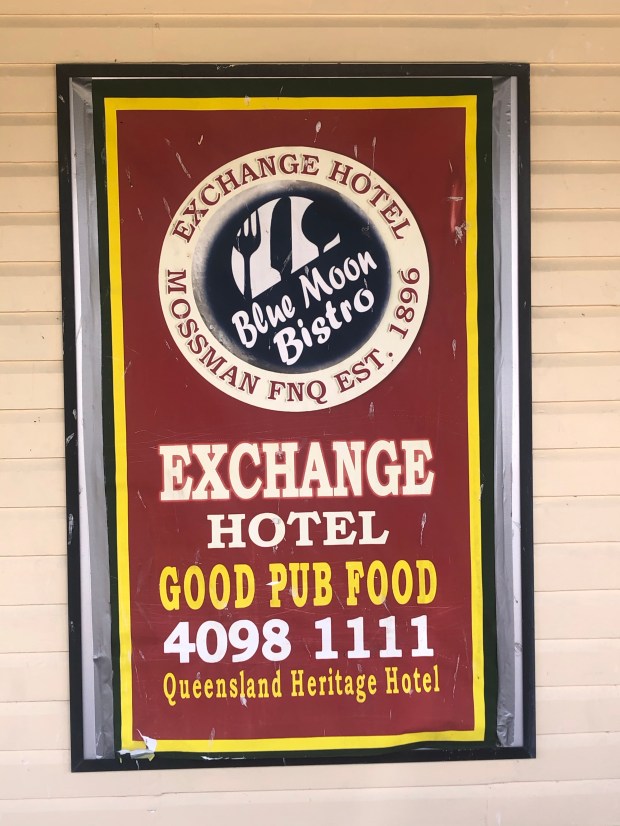 EXCHANGE HOTEL
Blue Moon
Bistro
MOSSMAN FNQ EST. 1896
EXCHANGE
HOTEL
GOOD PUB FOOD
4098 1111
Queensland Heritage Hotel